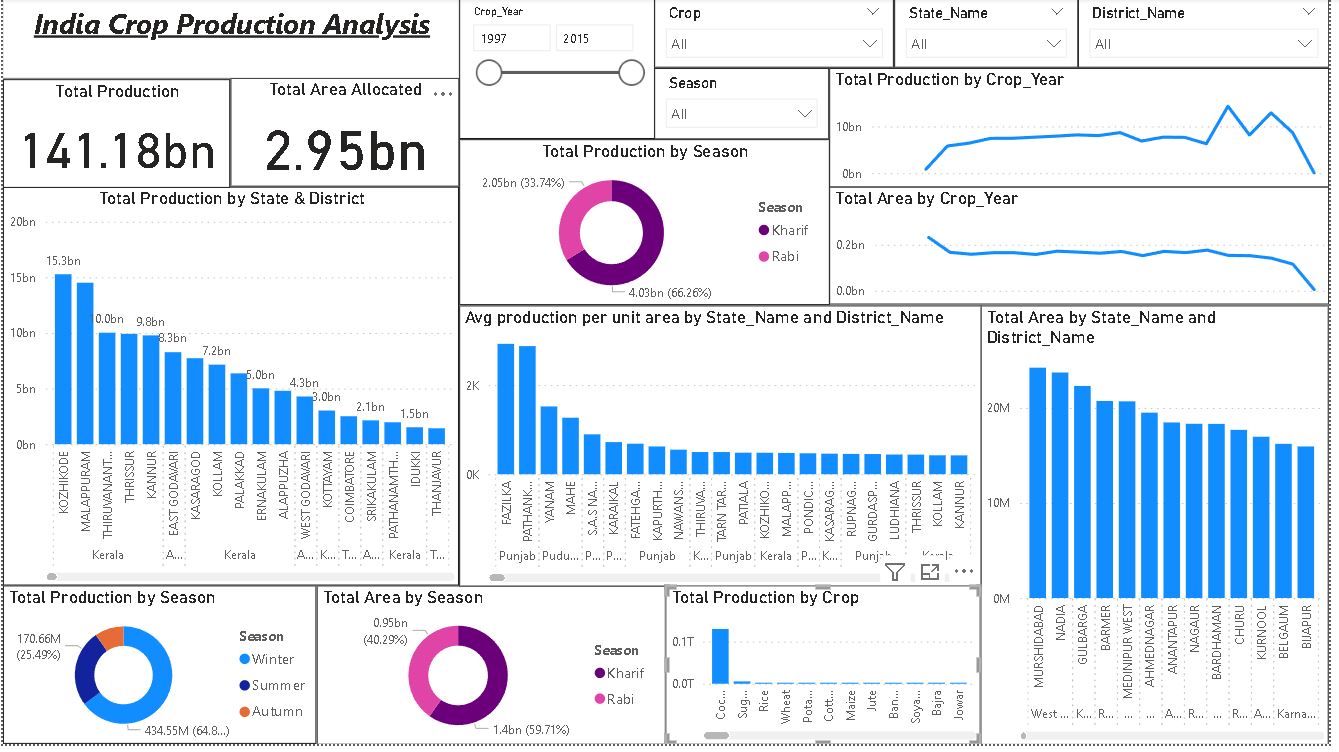 India Crop Production Analysis
Crop_Year
1997
2015
Crop
All
State_Name
All
District_Name
All
Season
All
Total Production
141.18bn
Total Area Allocated
2.95bn
Total Production by Crop_Year
10bn
0bn
Total Area by Crop_Year
0.2bn
0.0bn
Total Production by Season
2.05bn (33.74%)
4.03bn (66.26%)
Season
Kharif
Rabi
Total Production by State & District
20bn
15bn
10bn
5bn
0bn
15.3bn
10.0bn
9.8bn
8.3bn
7.2bn
5.0bn
4.3bn
3.0bn
2.1bn
1.5bn
KOZHIKODE
MALAPPURAM
THIRUVANANT...
THRISSUR
KANNUR
EAST GODAVARI
KASARAGOD
KOLLAM
PALAKKAD
ERNAKULAM
ALAPPUZHA
WEST GODAVARI
KOTTAYAM
COIMBATORE
SRIKAKULAM
PATHANAMTH...
IDUKKI
THANJAVUR
Kerala
A...
Kerala
A...
K...
T...
A...
Kerala
T...
Avg production per unit area by State_Name and District_Name
2K
0K
FAZILKA
PATHANK...
YANAM
MAHE
S.A.S NA...
KARAIKAL
FATEHGA...
KAPURTH...
NAWANS...
THIRUVA...
TARN TAR...
PATIALA
KOZHIKO...
MALAPP...
PONDIC...
KASARAG...
RUPNAG...
GURDASP...
LUDHIANA
THRISSUR
KOLLAM
KANNUR
Punjab
Pudu...
P...
P...
Punjab
K...
Punjab
Kerala
P...
K...
Punjab
Kerala
Total Area by State_Name and
District_Name
20M
10M
0M
MURSHIDABAD
NADIA
GULBARGA
BARMER
MEDINIPUR WEST
AHMEDNAGAR
ANANTAPUR
NAGAUR
BARDHAMAN
CHURU
KURNOOL
BELGAUM
BIJAPUR
West ...
K...
R...
...
...
A...
R...
...
R...
A...
Karna...
Total Production by Season
170.66M
(25.49%)
434.55M (64.8...)
Season
Winter
Summer
Autumn
Total Area by Season
0.95bn
(40.29%)
1.4bn (59.71%)
Season
Kharif
Rabi
Total Production by Crop
0.1T
0.0T
Coc...
Sug...
Rice
Wheat
Pota...
Cott...
Maize
Jute
Ban...
Soya...
Bajra
Jowar